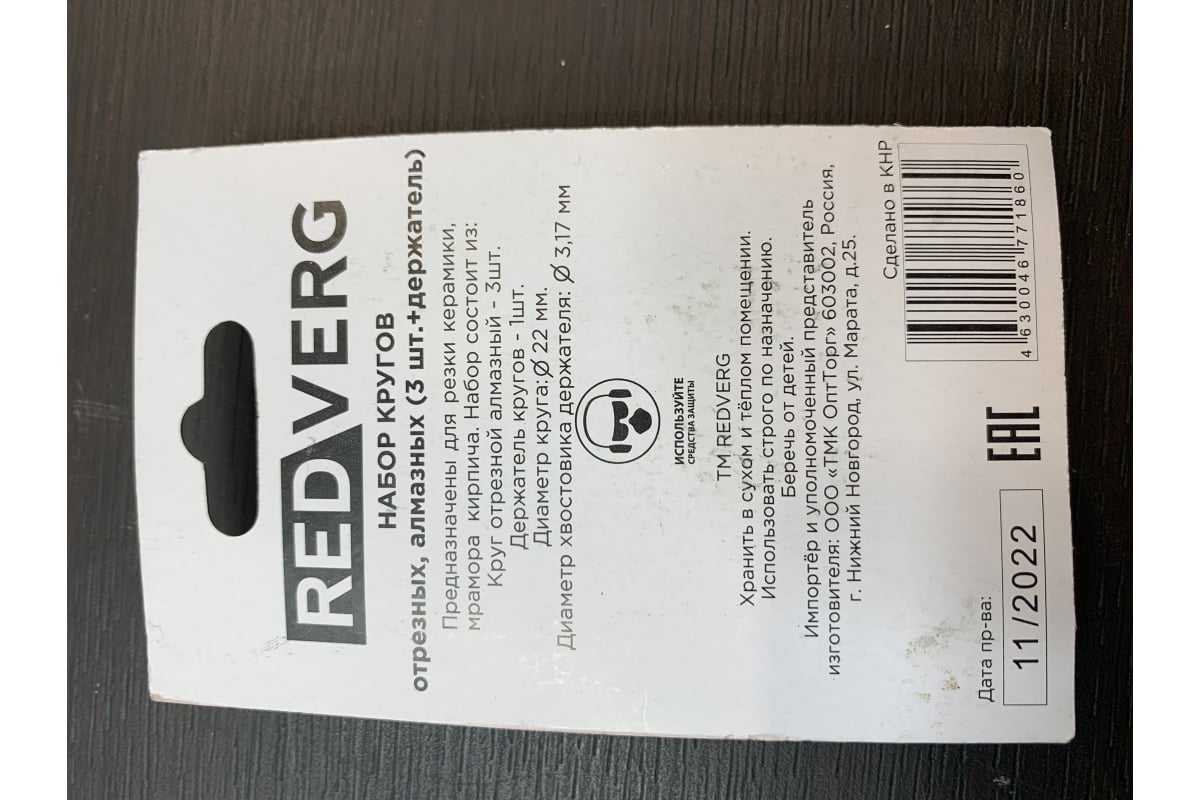 REDVERG
НАБОР КРУГОВ
отрезных, алмазных (3 шт.+держатель)
Предназначены для резки керамики,
мрамора кирпича. Набор состоит из:
Круг отрезной алмазный - 3шт.
Держатель кругов - 1шт.
Диаметр круга:Ø 22 мм.
Диаметр хвостовика держателя: Ø 3,17 мм
ИСПОЛЬЗУЙТЕ
СРЕДСТВА ЗАЩИТЫ
TM REDVERG
Хранить в сухом и тёплом помещении.
Использовать строго по назначению.
Беречь от детей.
Импортёр и уполномоченный представитель
изготовителя: ООО «ТМК ОптТорг» 603002, Россия,
г. Нижний Новгород, ул. Марата, д.25.
Сделано в КНР
Дата пр-ва:
11/2022
EAC
4630046771860